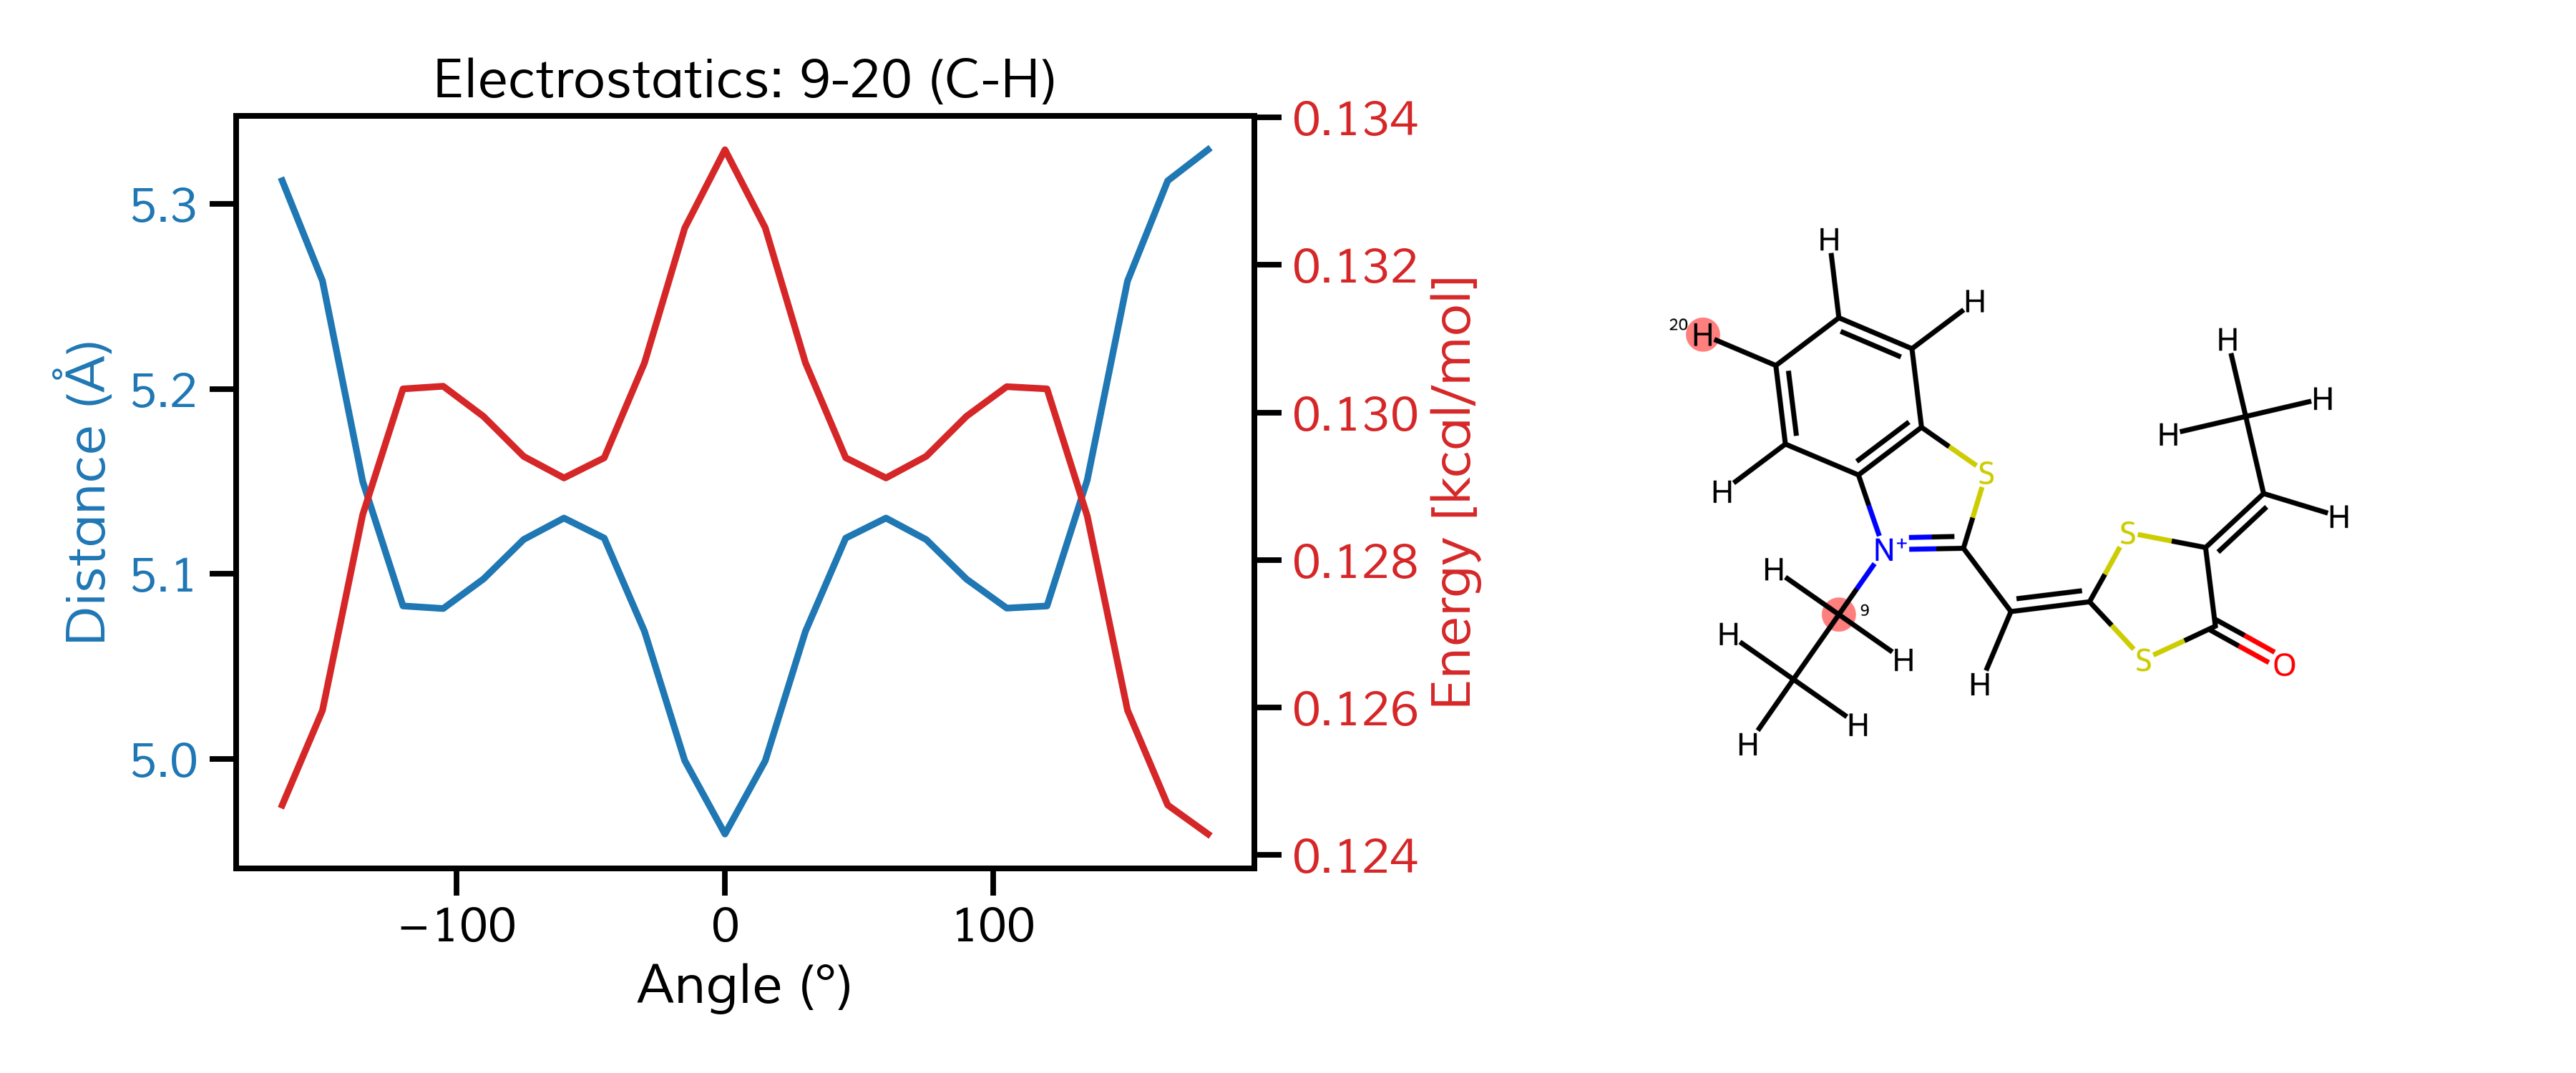 Electrostatics: 9-20 (C-H)
Distance (Å)
5.3
5.2
5.1
5.0
−100
0
100
Angle (°)
0.134
0.132
0.130
0.128
0.126
0.124
Energy [kcal/mol]
H
H
20 H
H
H
H
S
H
S
H
N+
H
9
H
H
S
O
H
H
H